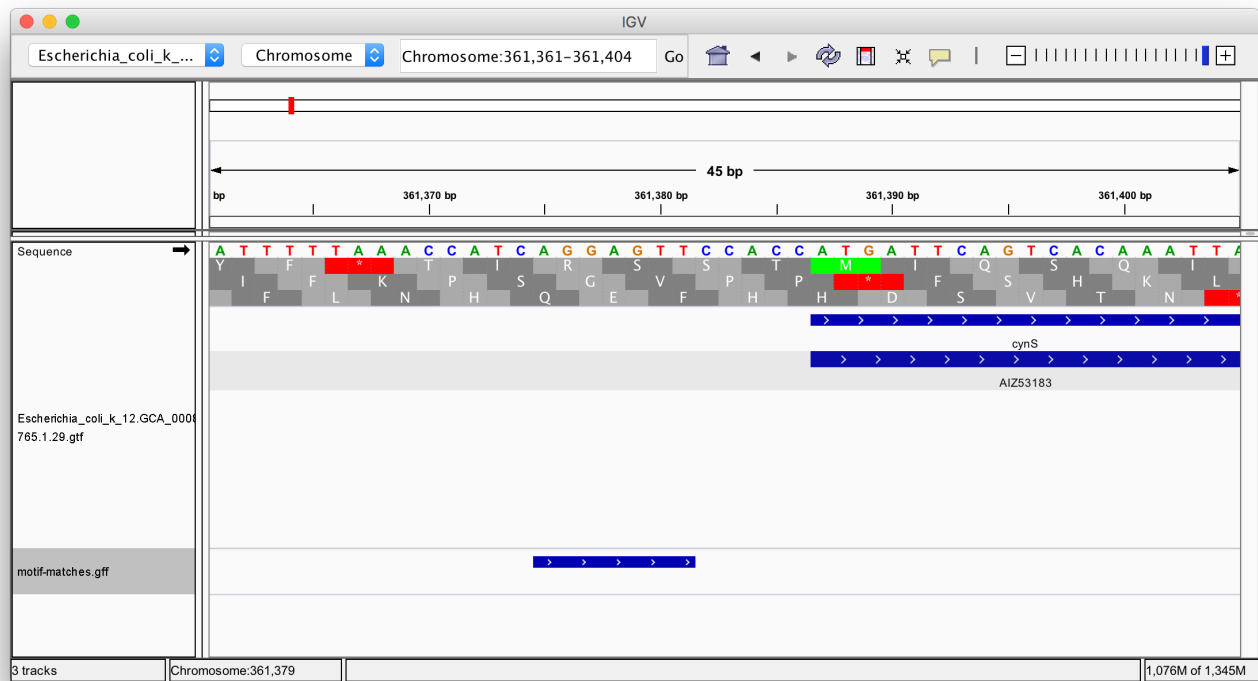 IGV
Escherichia_coli_k_... Chromosome Chromosome:361,361-361,404 Go
45 bp
bp 361,370 bp 361,380 bp 361,390 bp 361,400 bp
Sequence A T T T T T A A A C C A T C A G G A G T T C C A C C A T G A T T C A G T C A C A A A T T A
Y F * T I R S S T M I Q S Q I
I F K P S G V P P * F S H K L
F L N H Q E F H H D S V T N *
cynS
AIZ53183
Escherichia_coli_k_12.GCA_0008
765.1.29.gtf
motif-matches.gff
3 tracks Chromosome:361,379 1,076M of 1,345M